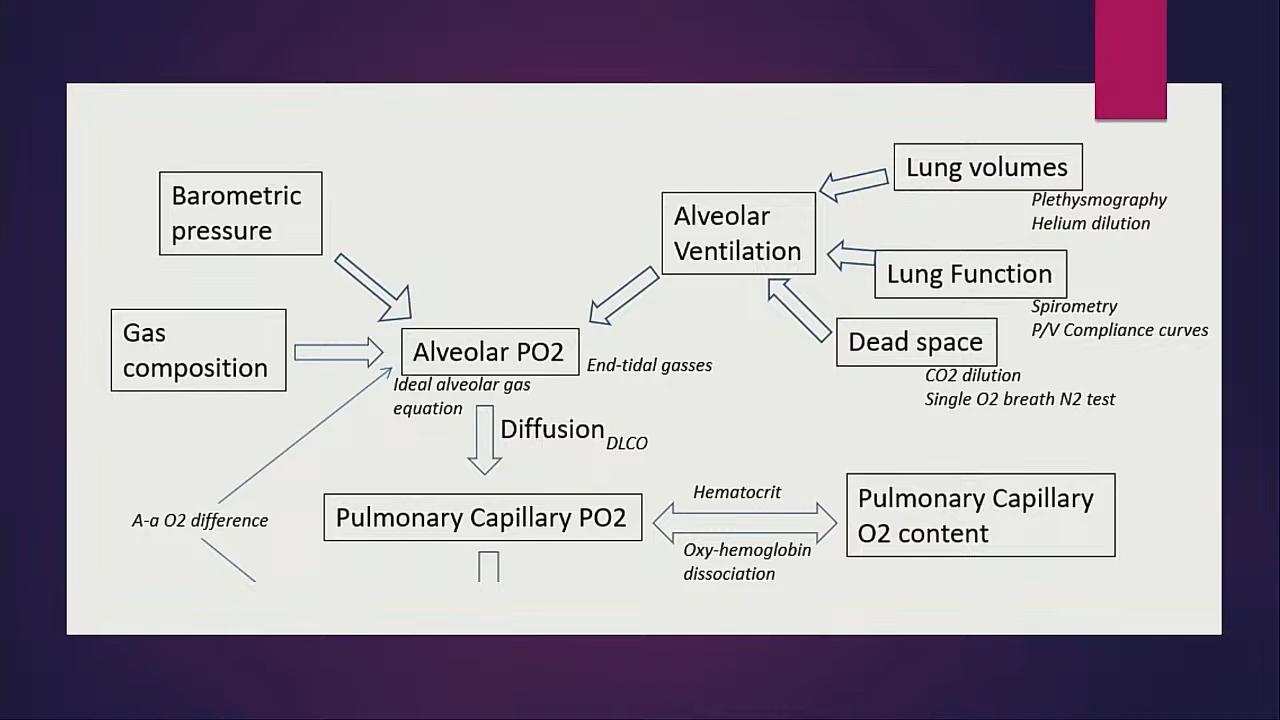 Barometric
pressure
Gas
composition
Alveolar
Ventilation
Lung volumes
Plethysmography
Helium dilution
Lung Function
Spirometry
P/V Compliance curves
Dead space
CO2 dilution
Single O2 breath N2 test
Alveolar PO2
End-tidal gasses
Ideal alveolar gas
equation
Diffusion
DLCO
A-a O2 difference
Pulmonary Capillary PO2
Hematocrit
Oxy-hemoglobin
dissociation
Pulmonary Capillary
O2 content